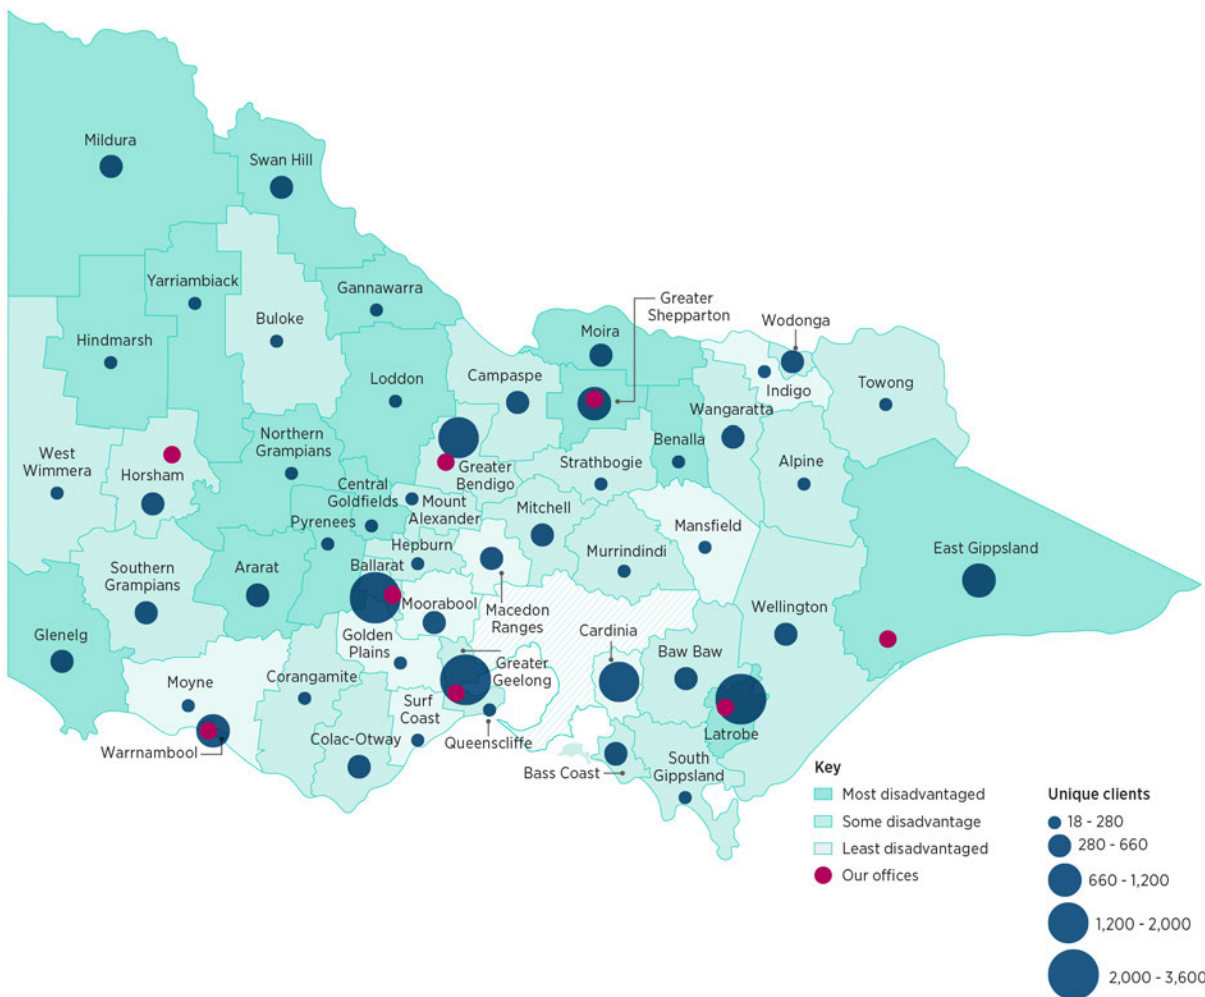 Mildura
Swan Hill
Yarriambiack
Gannawarra
Buloke
Hindmarsh
Greater
Shepparton
Wodonga
Moira
Loddon
Campaspe
Indigo
Towong
Wangaratta
Northern
Grampians
Benalla
West
Wimmera
Horsham
Greater
Bendigo
Strathbogie
Alpine
Central
Goldfields
Mount
Alexander
Mitchell
Pyrenees
Mansfield
Hepburn
Murrindindi
East Gippsland
Southern
Grampians
Ararat
Ballarat
Moorabool
Macedon
Ranges
Wellington
Glenelg
Golden
Plains
Cardinia
Baw Baw
Greater
Geelong
Moyne
Corangamite
Surf
Coast
Latrobe
Warrnambool
Colac-Otway
Queenscliffe
Bass Coast
South
Gippsland
Key
Most disadvantaged
Some disadvantage
Least disadvantaged
Our offices
Unique clients
18 - 280
280 - 660
660 - 1,200
1,200 - 2,000
2,000 - 3,600